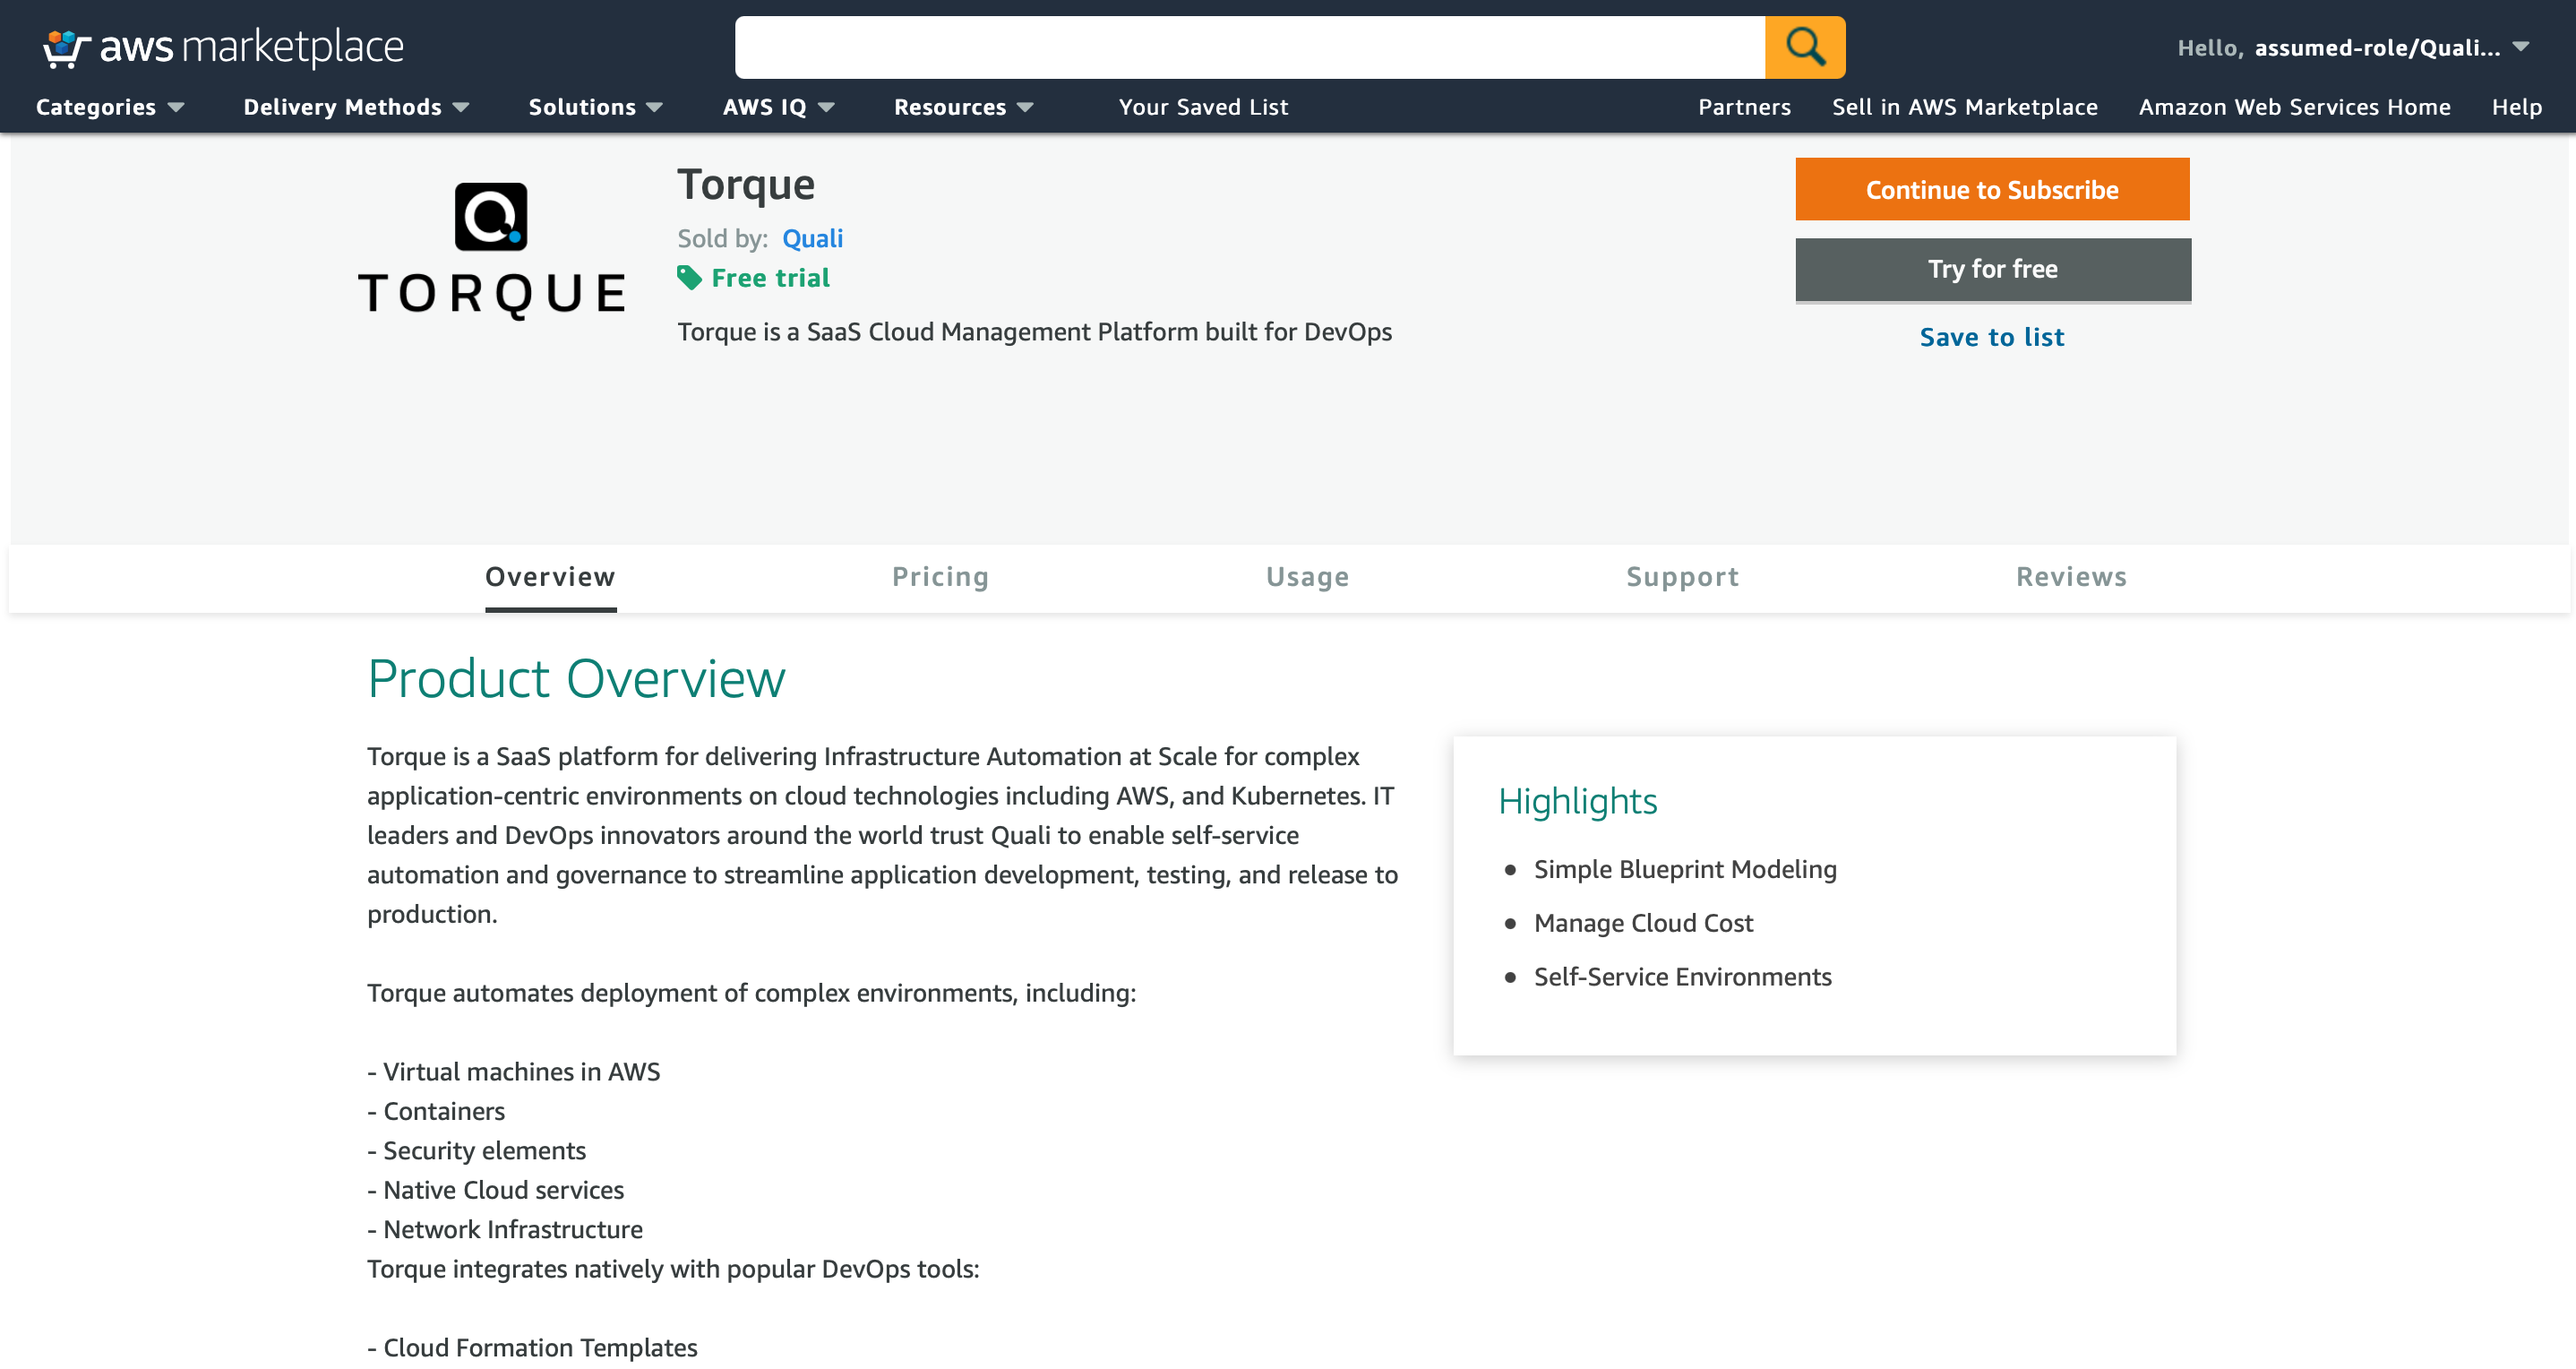 aws marketplace
Hello, assumed-role/Quali...
Categories
Delivery Methods
Solutions
AWS IQ
Resources
Your Saved List
Partners
Sell in AWS Marketplace
Amazon Web Services Home
Help
TORQUE
Torque
Sold by: Quali
Free trial
Torque is a SaaS Cloud Management Platform built for DevOps
Continue to Subscribe
Try for free
Save to list
Overview
Pricing
Usage
Support
Reviews
Product Overview
Torque is a SaaS platform for delivering Infrastructure Automation at Scale for complex
application-centric environments on cloud technologies including AWS, and Kubernetes. IT
leaders and DevOps innovators around the world trust Quali to enable self-service
automation and governance to streamline application development, testing, and release to
production.
Torque automates deployment of complex environments, including:
- Virtual machines in AWS
- Containers
- Security elements
- Native Cloud services
- Network Infrastructure
Torque integrates natively with popular DevOps tools:
- Cloud Formation Templates
Highlights
• Simple Blueprint Modeling
• Manage Cloud Cost
• Self-Service Environments